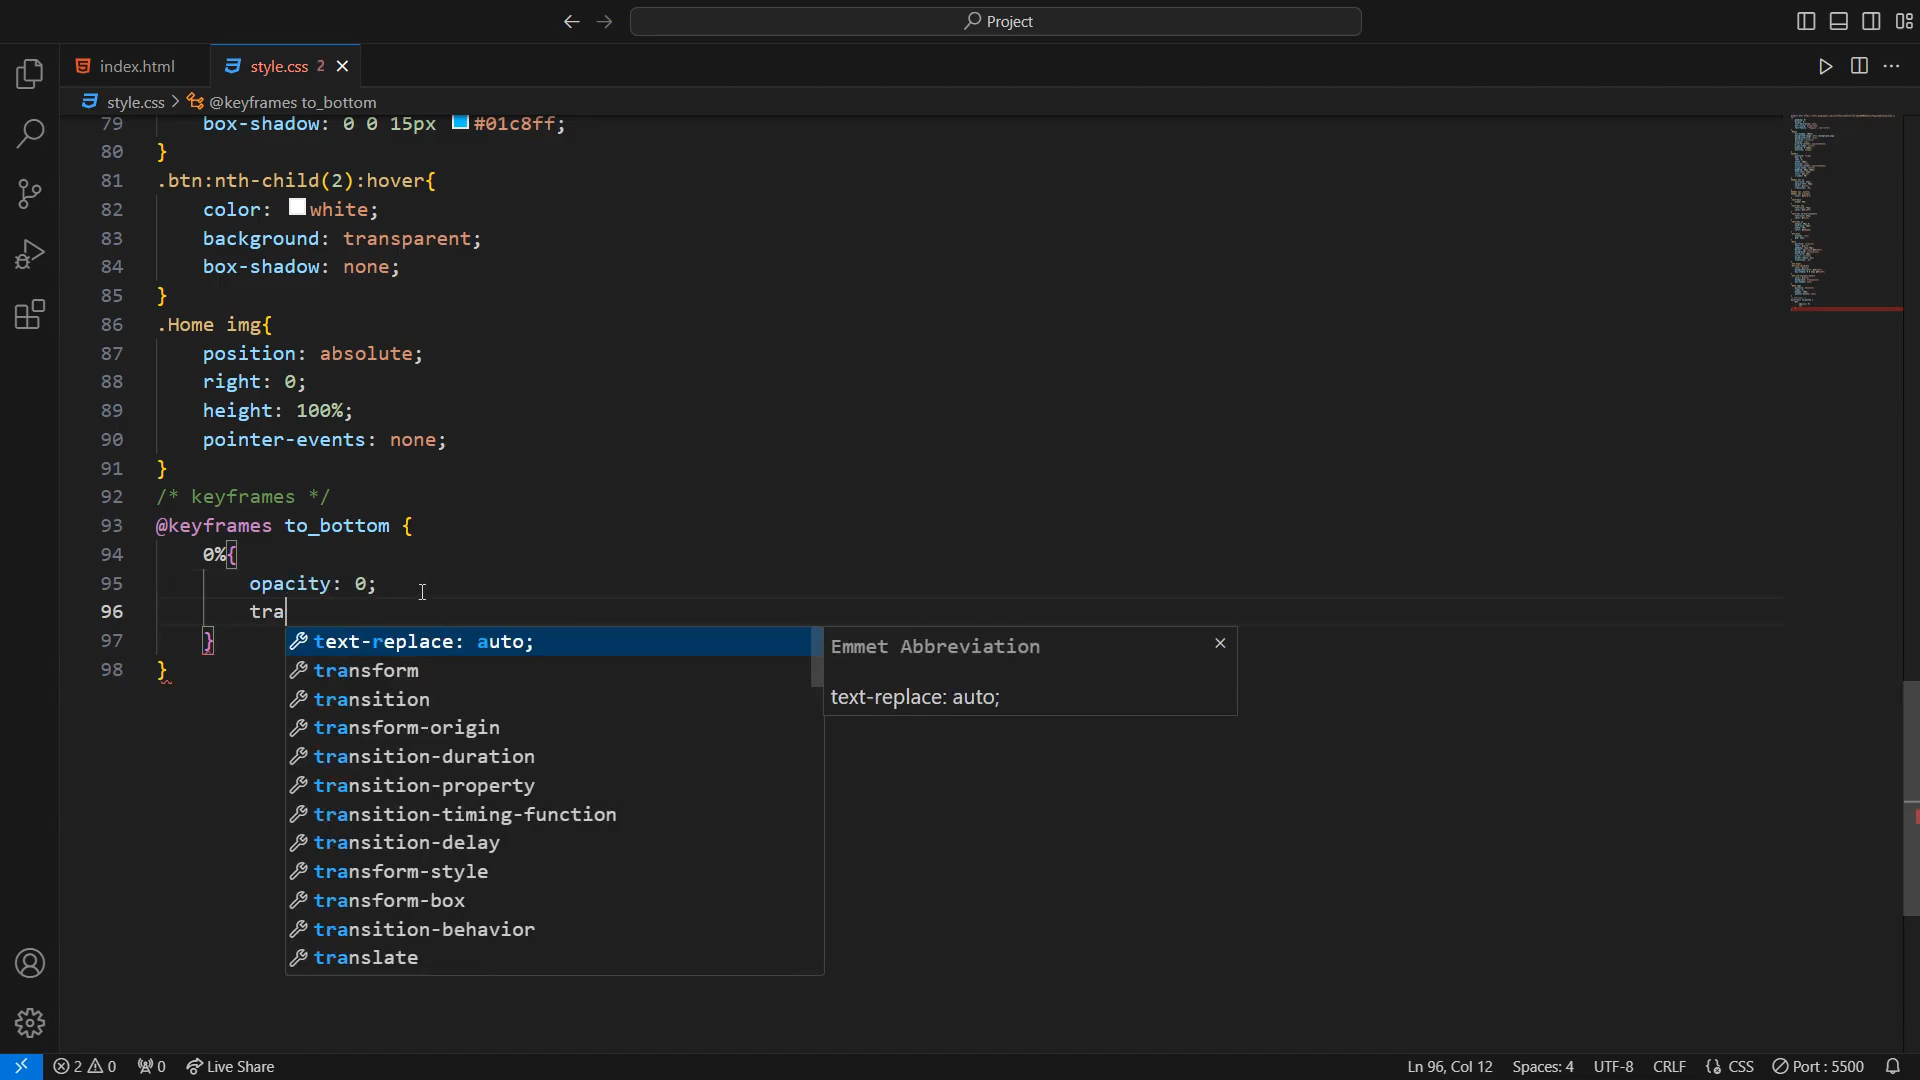 Project
index.html
style.css 2
style.css > @keyframes to_bottom
79 box-shadow: 0 0 15px #01c8ff;
80 }
81 .btn:nth-child(2):hover{
82 color: white;
83 background: transparent;
84 box-shadow: none;
85 }
86 .Home img{
87 position: absolute;
88 right: 0;
89 height: 100%;
90 pointer-events: none;
91 }
92 /* keyframes */
93 @keyframes to_bottom {
94 0%{
95 opacity: 0;
96 tra
97 }
98 }
text-replace: auto;
transform
transition
transform-origin
transition-duration
transition-property
transition-timing-function
transition-delay
transform-style
transform-box
transition-behavior
translate
Emmet Abbreviation
text-replace: auto;
2 0 0 Live Share Ln 96, Col 12 Spaces: 4 UTF-8 CRLF CSS Port : 5500